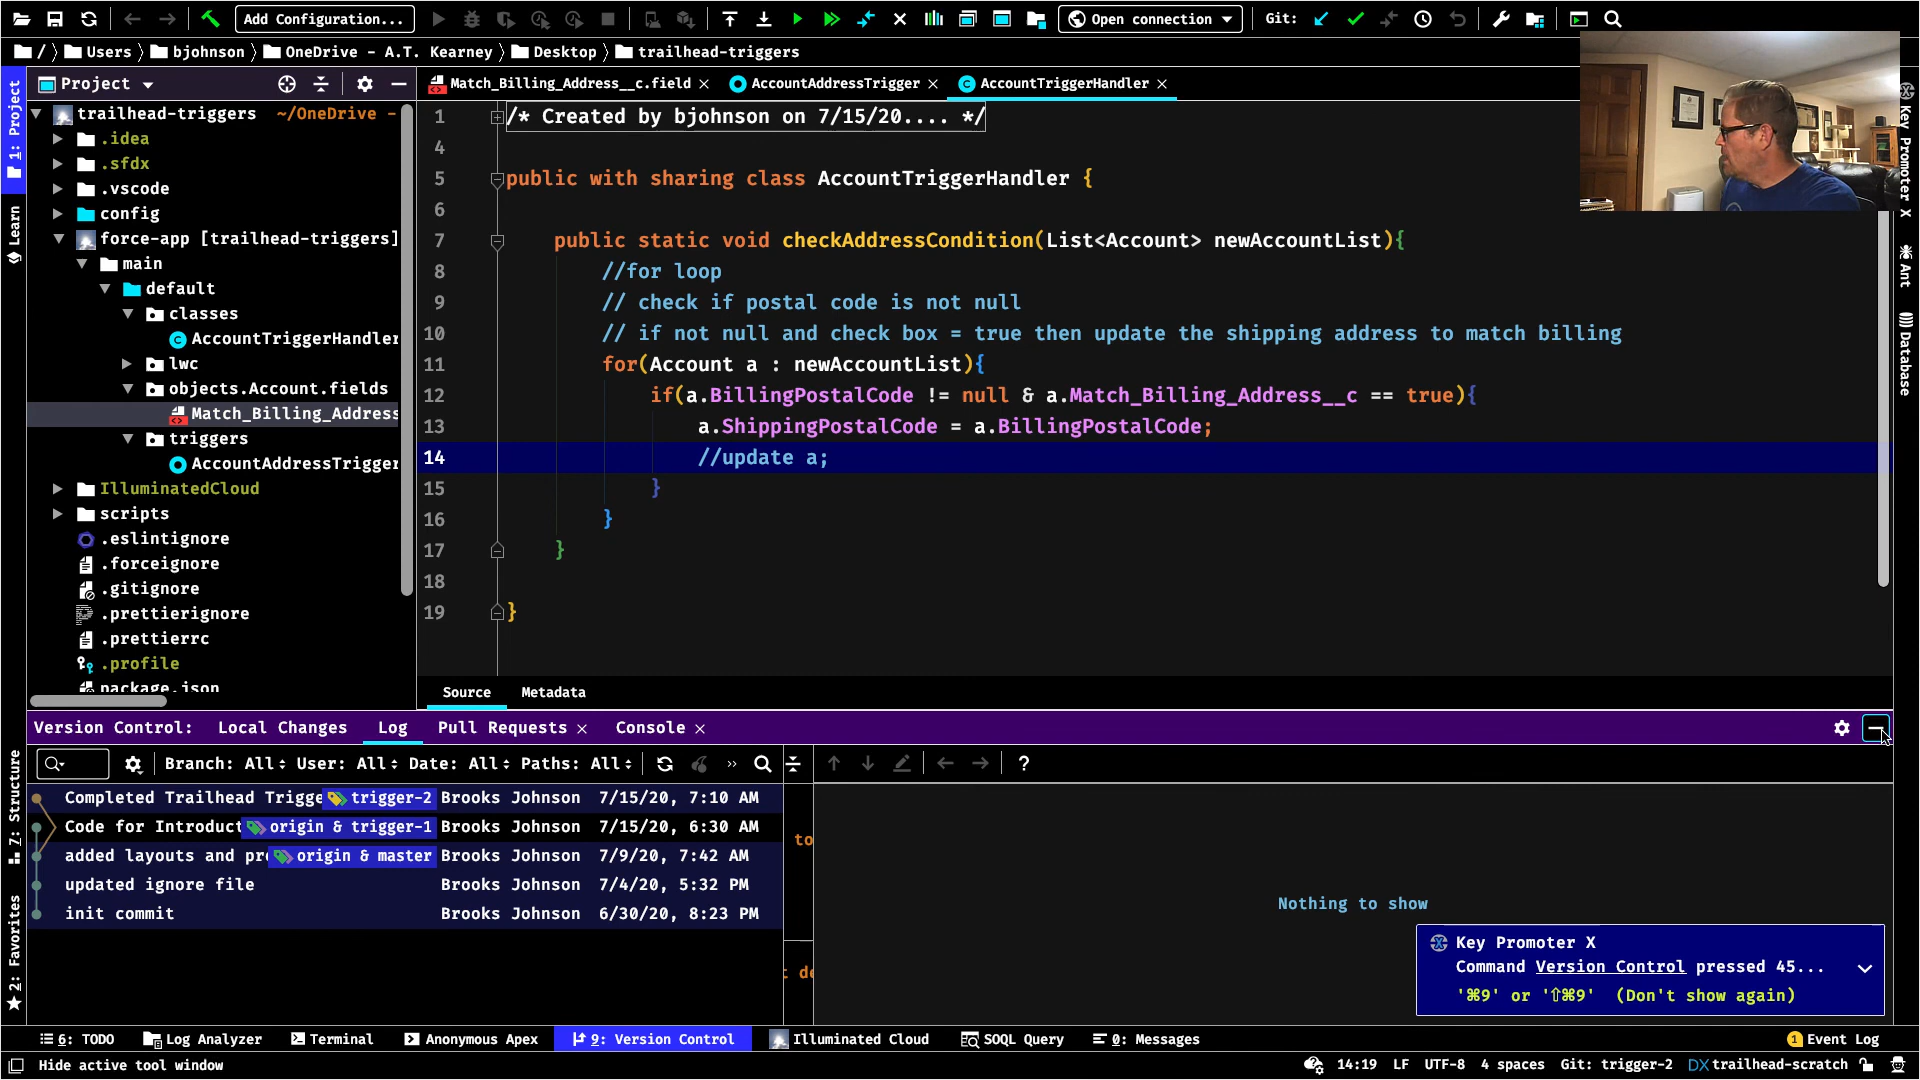 Add Configuration...
Open connection
Git:
/ Users bjohnson OneDrive - A.T. Kearney Desktop trailhead-triggers
Project
Match_Billing_Address__c.field
AccountAddressTrigger
AccountTriggerHandler
1: Project
Learn
7: Structure
2: Favorites
trailhead-triggers ~/OneDrive -
.idea
.sfdx
.vscode
config
force-app [trailhead-triggers]
main
default
classes
AccountTriggerHandler
lwc
objects.Account.fields
Match_Billing_Address
triggers
AccountAddressTrigger
IlluminatedCloud
scripts
.eslintignore
.forceignore
.gitignore
.prettierignore
.prettierrc
.profile
package.json
1 /* Created by bjohnson on 7/15/20.... */
4
5 public with sharing class AccountTriggerHandler {
6
7 public static void checkAddressCondition(List<Account> newAccountList){
8 //for loop
9 // check if postal code is not null
10 // if not null and check box = true then update the shipping address to match billing
11 for(Account a : newAccountList){
12 if(a.BillingPostalCode != null & a.Match_Billing_Address__c == true){
13 a.ShippingPostalCode = a.BillingPostalCode;
14 //update a;
15 }
16 }
17 }
18
19 }
Key Promoter X
Ant
Database
Source Metadata
Version Control: Local Changes Log Pull Requests Console
Branch: All User: All Date: All Paths: All
?
Completed Trailhead Trigge trigger-2 Brooks Johnson 7/15/20, 7:10 AM
Code for Introduct origin & trigger-1 Brooks Johnson 7/15/20, 6:30 AM
added layouts and pr origin & master Brooks Johnson 7/9/20, 7:42 AM
updated ignore file Brooks Johnson 7/4/20, 5:32 PM
init commit Brooks Johnson 6/30/20, 8:23 PM
to
Nothing to show
Key Promoter X
Command Version Control pressed 45...
'⌘9' or '⇧⌘9' (Don't show again)
6: TODO Log Analyzer Terminal Anonymous Apex 9: Version Control Illuminated Cloud SOQL Query 0: Messages 1 Event Log
Hide active tool window 14:19 LF UTF-8 4 spaces Git: trigger-2 DX trailhead-scratch